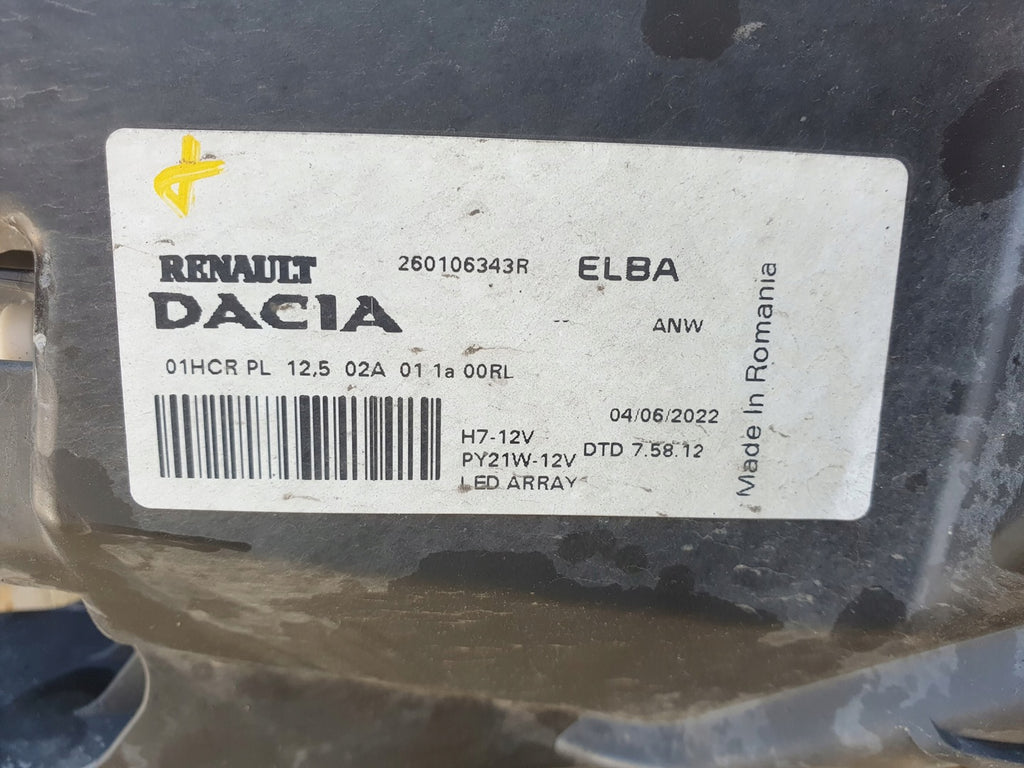 RENAULT 260106343R ELBA
DACIA -- ANW
01HCR PL 12,5 02A 01 1a 00RL
04/06/2022
H7-12V
PY21W-12V DTD 7.58.12
LED ARRAY
Made In Romania